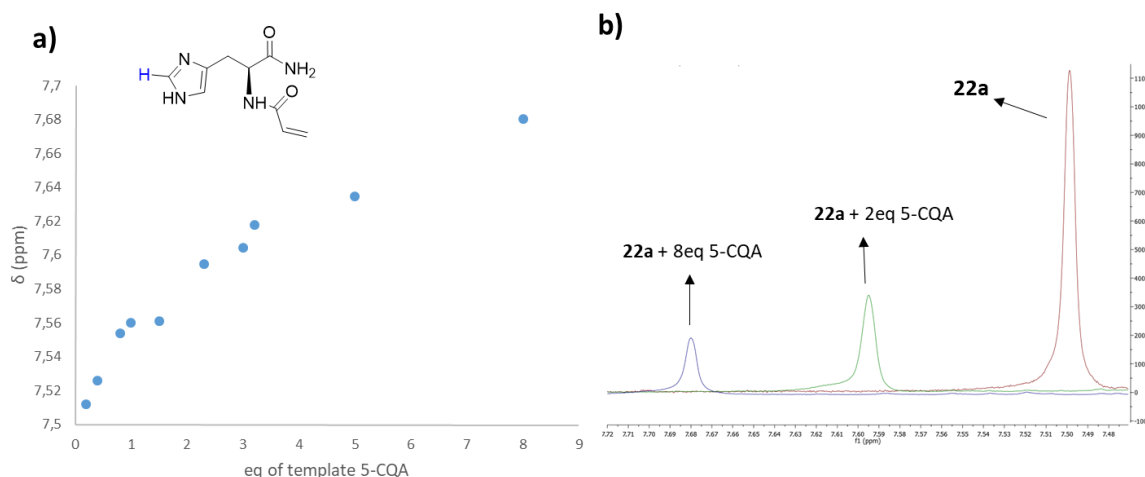 a)
O
N
H
NH2
HN
NH
O
7,7
7,68
7,66
7,64
7,62
7,6
7,58
7,56
7,54
7,52
7,5
δ (ppm)
0 1 2 3 4 5 6 7 8 9
eq of template 5-CQA
b)
22a
22a + 2eq 5-CQA
22a + 8eq 5-CQA
7.72 7.71 7.70 7.69 7.68 7.67 7.66 7.65 7.64 7.63 7.62 7.61 7.60 7.59 7.58 7.57 7.56 7.55 7.54 7.53 7.52 7.51 7.50 7.49 7.48
f1 (ppm)
900
800
700
600
500
400
300
200
100
0